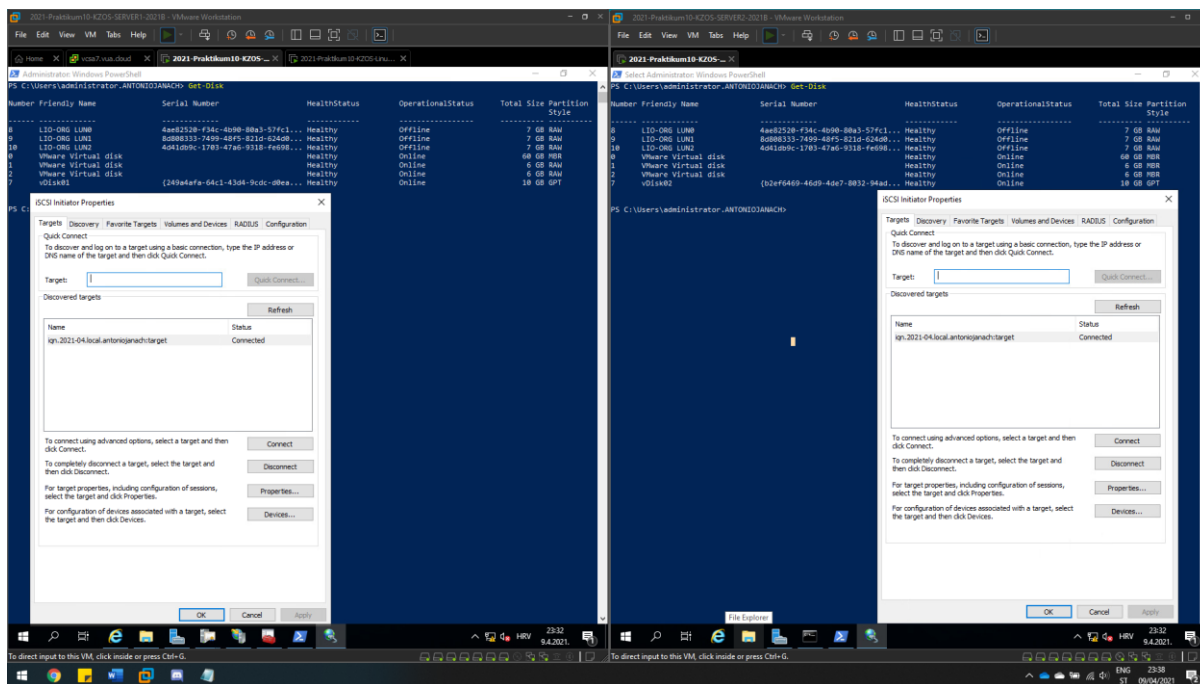 2021-Praktikum10-KZOS-SERVER1-2021B - VMware Workstation
File Edit View VM Tabs Help
Home vcsa7.vua.cloud 2021-Praktikum10-KZOS-... 2021-Praktikum10-KZOS-Linu...
Administrator: Windows PowerShell
PS C:\Users\administrator.ANTONIOJANACH> Get-Disk
Number Friendly Name Serial Number HealthStatus OperationalStatus Total Size Partition
Style
8 LIO-ORG LUN0 4ae82520-f34c-4b90-80a3-57fc1... Healthy Offline 7 GB RAW
9 LIO-ORG LUN1 8d808333-7499-48f5-821d-624d0... Healthy Offline 7 GB RAW
10 LIO-ORG LUN2 4d41db9c-1703-47a6-9318-fe698... Healthy Offline 7 GB RAW
0 VMware Virtual disk Healthy Online 60 GB MBR
1 VMware Virtual disk Healthy Online 6 GB RAW
2 VMware Virtual disk Healthy Online 6 GB RAW
7 vDisk01 {249a4afa-64c1-43d4-9cdc-d0ea... Healthy Online 10 GB GPT
PS C:
iSCSI Initiator Properties
Targets Discovery Favorite Targets Volumes and Devices RADIUS Configuration
Quick Connect
To discover and log on to a target using a basic connection, type the IP address or
DNS name of the target and then click Quick Connect.
Target: Quick Connect...
Discovered targets
Refresh
Name Status
iqn.2021-04.local.antoniojanach:target Connected
To connect using advanced options, select a target and then
click Connect.
Connect
To completely disconnect a target, select the target and
then click Disconnect.
Disconnect
For target properties, including configuration of sessions,
select the target and click Properties.
Properties...
For configuration of devices associated with a target, select
the target and then click Devices.
Devices...
OK Cancel Apply
HRV 23:32
9.4.2021.
To direct input to this VM, click inside or press Ctrl+G.
2021-Praktikum10-KZOS-SERVER2-2021B - VMware Workstation
File Edit View VM Tabs Help
2021-Praktikum10-KZOS-...
Select Administrator: Windows PowerShell
PS C:\Users\administrator.ANTONIOJANACH> Get-Disk
Number Friendly Name Serial Number HealthStatus OperationalStatus Total Size Partition
Style
8 LIO-ORG LUN0 4ae82520-f34c-4b90-80a3-57fc1... Healthy Offline 7 GB RAW
9 LIO-ORG LUN1 8d808333-7499-48f5-821d-624d0... Healthy Offline 7 GB RAW
10 LIO-ORG LUN2 4d41db9c-1703-47a6-9318-fe698... Healthy Offline 7 GB RAW
0 VMware Virtual disk Healthy Online 60 GB MBR
1 VMware Virtual disk Healthy Online 6 GB RAW
2 VMware Virtual disk Healthy Online 6 GB RAW
7 vDisk02 {b2ef6469-46d9-4de7-8032-94ad... Healthy Online 10 GB GPT
PS C:\Users\administrator.ANTONIOJANACH>
iSCSI Initiator Properties
Targets Discovery Favorite Targets Volumes and Devices RADIUS Configuration
Quick Connect
To discover and log on to a target using a basic connection, type the IP address or
DNS name of the target and then click Quick Connect.
Target: Quick Connect...
Discovered targets
Refresh
Name Status
iqn.2021-04.local.antoniojanach:target Connected
To connect using advanced options, select a target and then
click Connect.
Connect
To completely disconnect a target, select the target and
then click Disconnect.
Disconnect
For target properties, including configuration of sessions,
select the target and click Properties.
Properties...
For configuration of devices associated with a target, select
the target and then click Devices.
Devices...
OK Cancel Apply
File Explorer
HRV 23:32
9.4.2021.
To direct input to this VM, click inside or press Ctrl+G.
ENG 23:38
ST 09/04/2021